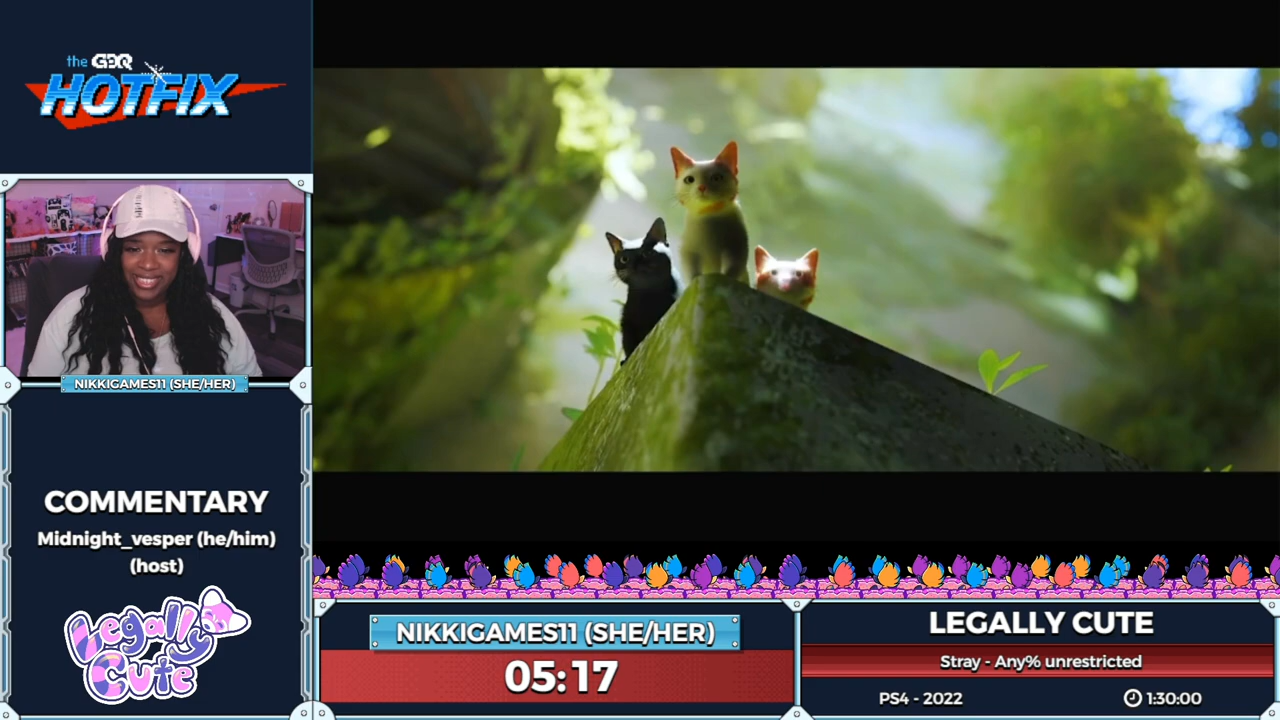 the GDQ
HOTFIX
NIKKIGAMES11 (SHE/HER)
COMMENTARY
Midnight_vesper (he/him)
(host)
Legally
Cute
NIKKIGAMES11 (SHE/HER)
05:17
LEGALLY CUTE
Stray - Any% unrestricted
PS4 - 2022
1:30:00